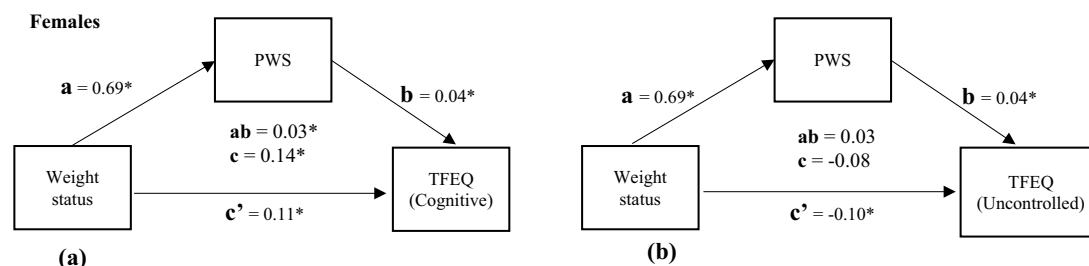 Females
PWS
a = 0.69*
b = 0.04*
ab = 0.03*
c = 0.14*
Weight
status
TFEQ
(Cognitive)
c’ = 0.11*
(a)
PWS
a = 0.69*
b = 0.04*
ab = 0.03
c = -0.08
Weight
status
TFEQ
(Uncontrolled)
c’ = -0.10*
(b)